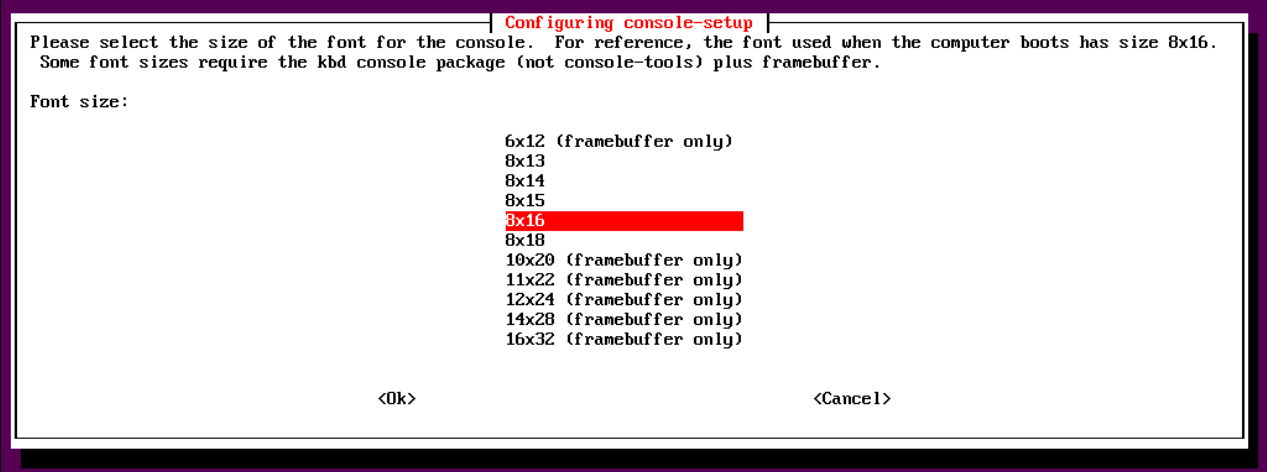 Configuring console-setup
Please select the size of the font for the console.  For reference, the font used when the computer boots has size 8x16.
Some font sizes require the kbd console package (not console-tools) plus framebuffer.
Font size:
6x12 (framebuffer only)
8x13
8x14
8x15
8x16
8x18
10x20 (framebuffer only)
11x22 (framebuffer only)
12x24 (framebuffer only)
14x28 (framebuffer only)
16x32 (framebuffer only)
<Ok> <Cancel>